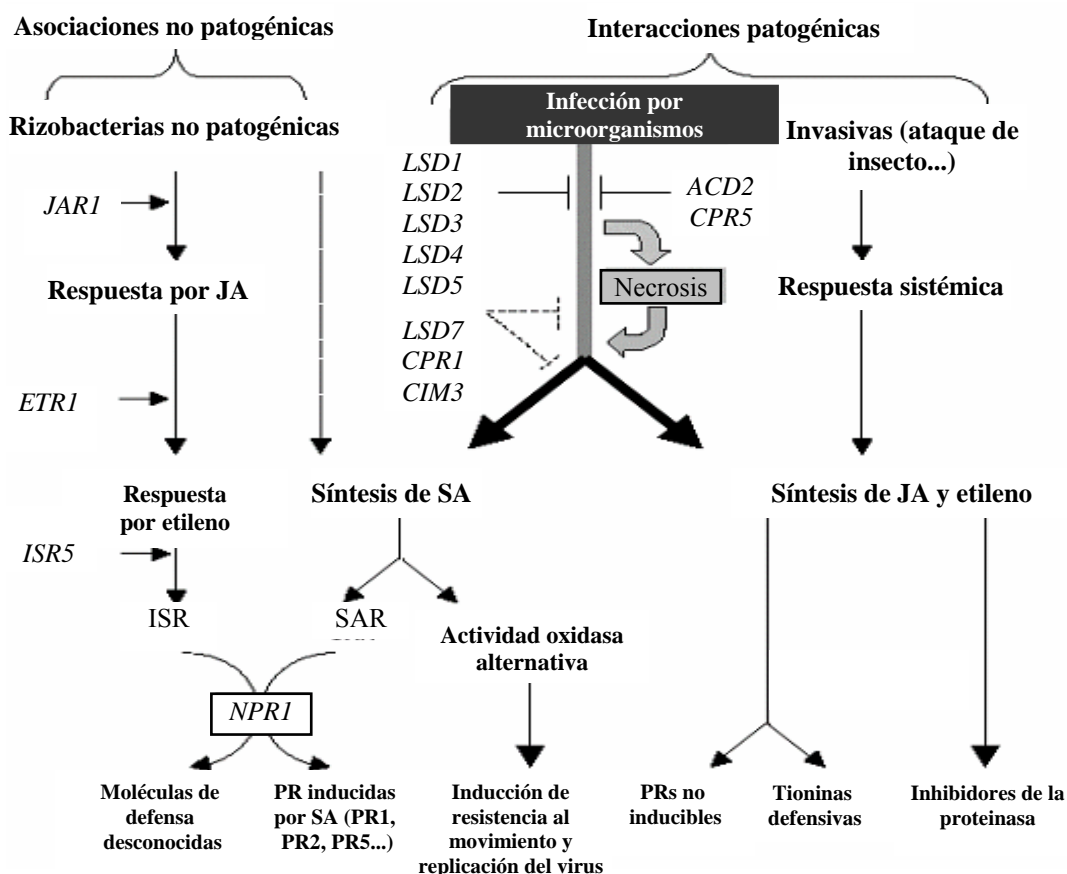 Asociaciones no patogénicas
Interacciones patogénicas
Rizobacterias no patogénicas
Infección por
microorganismos
Invasivas (ataque de
insecto...)
JAR1
LSD1
LSD2
LSD3
LSD4
LSD5
ACD2
CPR5
Respuesta por JA
Necrosis
Respuesta sistémica
LSD7
CPR1
CIM3
ETR1
Respuesta
por etileno
Síntesis de SA
Síntesis de JA y etileno
ISR5
ISR
SAR
Actividad oxidasa
alternativa
NPR1
Moléculas de
defensa
desconocidas
PR inducidas
por SA (PR1,
PR2, PR5...)
Inducción de
resistencia al
movimiento y
replicación del virus
PRs no
inducibles
Tioninas
defensivas
Inhibidores de la
proteinasa